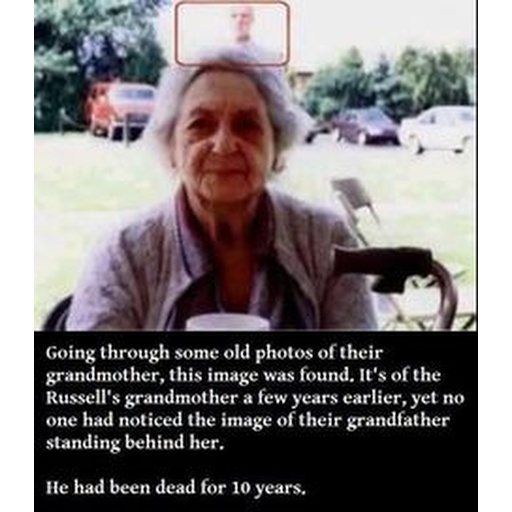 Going through some old photos of their
grandmother, this image was found. It's of the
Russell's grandmother a few years earlier, yet no
one had noticed the image of their grandfather
standing behind her.
He had been dead for 10 years.